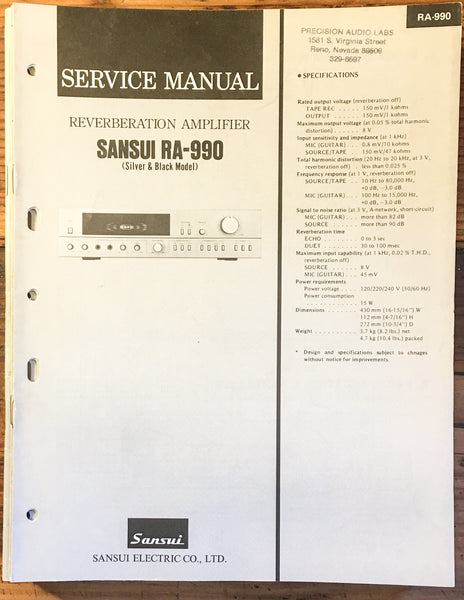 RA-990
SERVICE MANUAL
REVERBERATION AMPLIFIER
SANSUI RA-990
(Silver & Black Model)
Sansui
SANSUI ELECTRIC CO., LTD.
PRECISION AUDIO LABS
1581 S. Virginia Street
Reno, Nevada 89509
329-6697
● SPECIFICATIONS
Rated output voltage (reverberation off)
TAPE REC . . . . . 150 mV/1 kohms
OUTPUT . . . . . . 150 mV/1 kohms
Maximum output voltage (at 0.05 % total harmonic
distortion) . . . . . . . 8 V
Input sensitivity and impedance (at 1 kHz)
MIC (GUITAR) . . . 0.6 mV/10 kohms
SOURCE/TAPE . . . 150 mV/47 kohms
Total harmonic distortion (20 Hz to 20 kHz, at 3 V,
reverberation off) . less than 0.025 %
Frequency response (at 1 V, reverberation off)
SOURCE/TAPE . . . 10 Hz to 80,000 Hz,
+0 dB, -3.0 dB
MIC (GUITAR) . . . 100 Hz to 15,000 Hz,
+0 dB, -3.0 dB
Signal to noise ratio (at 3 V, A-network, short-circuit)
MIC (GUITAR) . . . more than 82 dB
SOURCE . . . . . . more than 90 dB
Reverberation time
ECHO . . . . . . . 0 to 3 sec
DUET . . . . . . . 30 to 100 msec
Maximum input capability (at 1 kHz, 0.02 % T.H.D.,
reverberation off)
SOURCE . . . . . . 8 V
MIC (GUITAR) . . . 45 mV
Power requirements
Power voltage . . . . 120/220/240 V (50/60 Hz)
Power consumption
. . . . . . . 15 W
Dimensions . . . . . . 430 mm (16-15/16") W
112 mm (4-7/16") H
272 mm (10-3/4") D
Weight . . . . . . . . 3.7 kg (8.2 lbs.) net
4.7 kg (10.4 lbs.) packed
* Design and specifications subject to chnages
without notice for improvements.